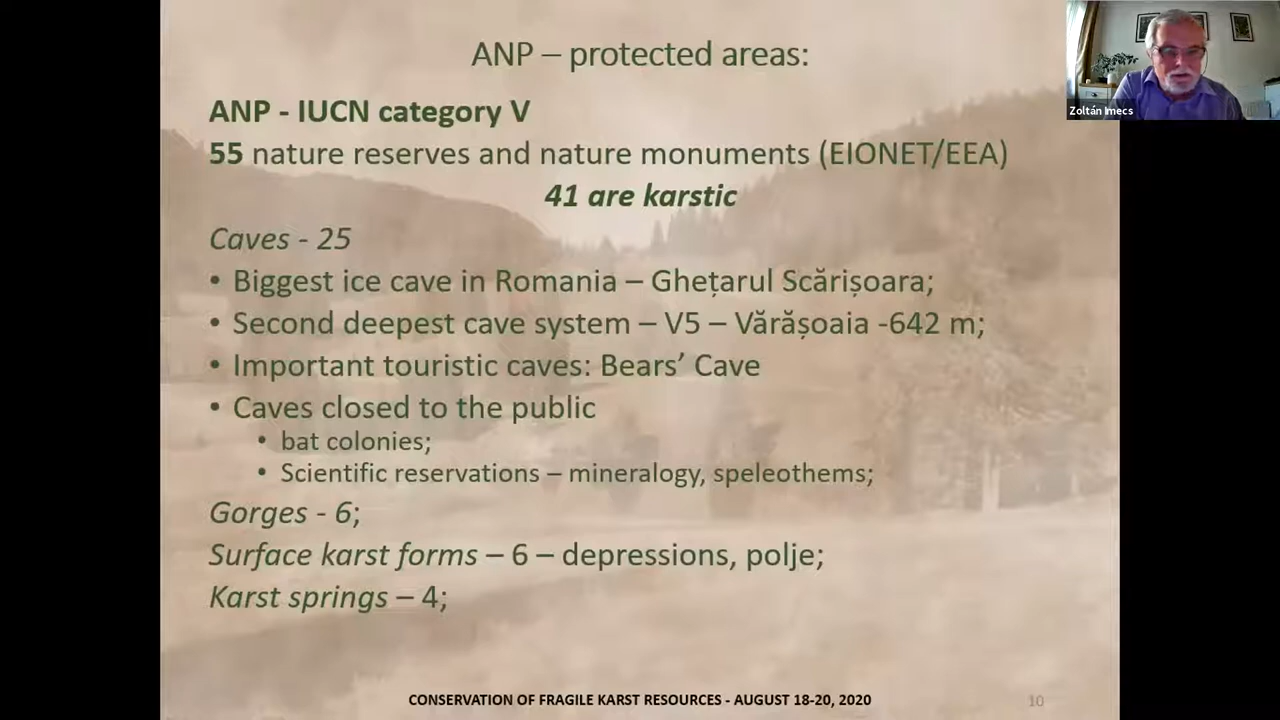 ANP – protected areas:
ANP - IUCN category V
55 nature reserves and nature monuments (EIONET/EEA)
41 are karstic
Caves - 25
• Biggest ice cave in Romania – Ghețarul Scărișoara;
• Second deepest cave system – V5 – Vărășoaia -642 m;
• Important touristic caves: Bears’ Cave
• Caves closed to the public
• bat colonies;
• Scientific reservations – mineralogy, speleothems;
Gorges - 6;
Surface karst forms – 6 – depressions, polje;
Karst springs – 4;
CONSERVATION OF FRAGILE KARST RESOURCES - AUGUST 18-20, 2020
10
Zoltán Imecs